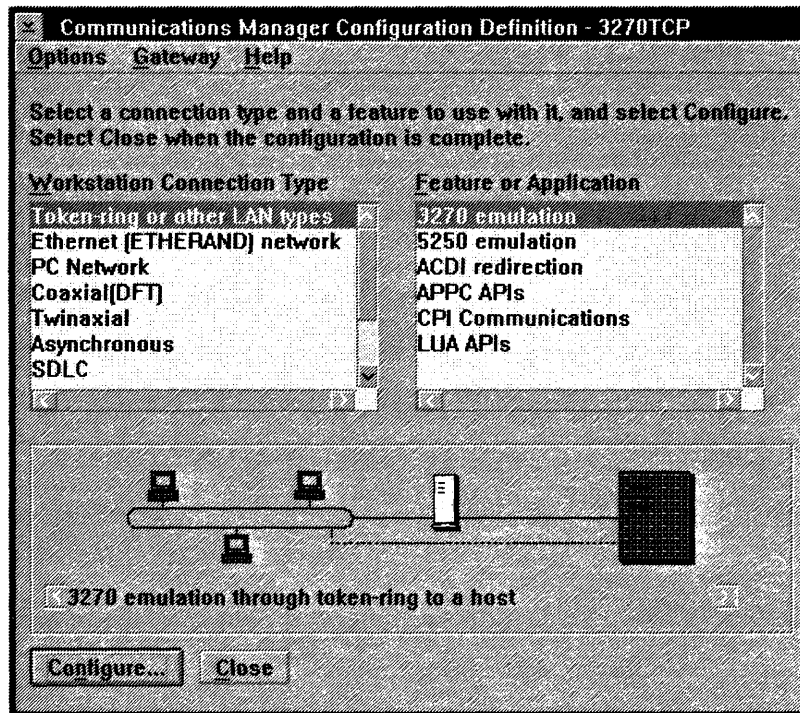 Communications Manager Configuration Definition - 3270TCP
Options Gateway Help
Select a connection type and a feature to use with it, and select Configure.
Select Close when the configuration is complete.
Workstation Connection Type
Token-ring or other LAN types
Ethernet (ETHERAND) network
PC Network
Coaxial(DFT)
Twinaxial
Asynchronous
SDLC
Feature or Application
3270 emulation
5250 emulation
ACDI redirection
APPC APIs
CPI Communications
LUA APIs
3270 emulation through token-ring to a host
Configure... Close